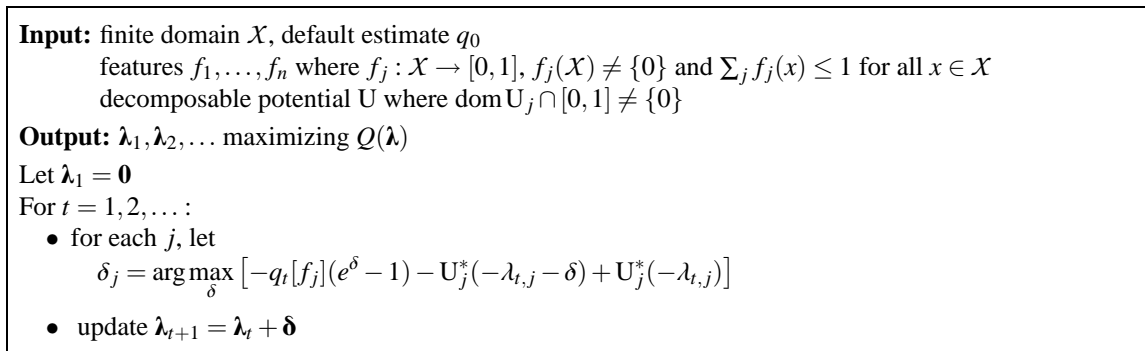 Input: finite domain 𝒳, default estimate q₀
features f₁,…,fₙ where fⱼ : 𝒳 → [0,1], fⱼ(𝒳) ≠ {0} and ∑ⱼ fⱼ(x) ≤ 1 for all x ∈ 𝒳
decomposable potential U where dom Uⱼ ∩ [0,1] ≠ {0}
Output: λ₁,λ₂,… maximizing Q(λ)
Let λ₁ = 0
For t = 1,2,… :
• for each j, let
δⱼ = arg max_δ [−qₜ[fⱼ](e^δ − 1) − U*ⱼ(−λₜ,ⱼ − δ) + U*ⱼ(−λₜ,ⱼ)]
• update λₜ₊₁ = λₜ + δ